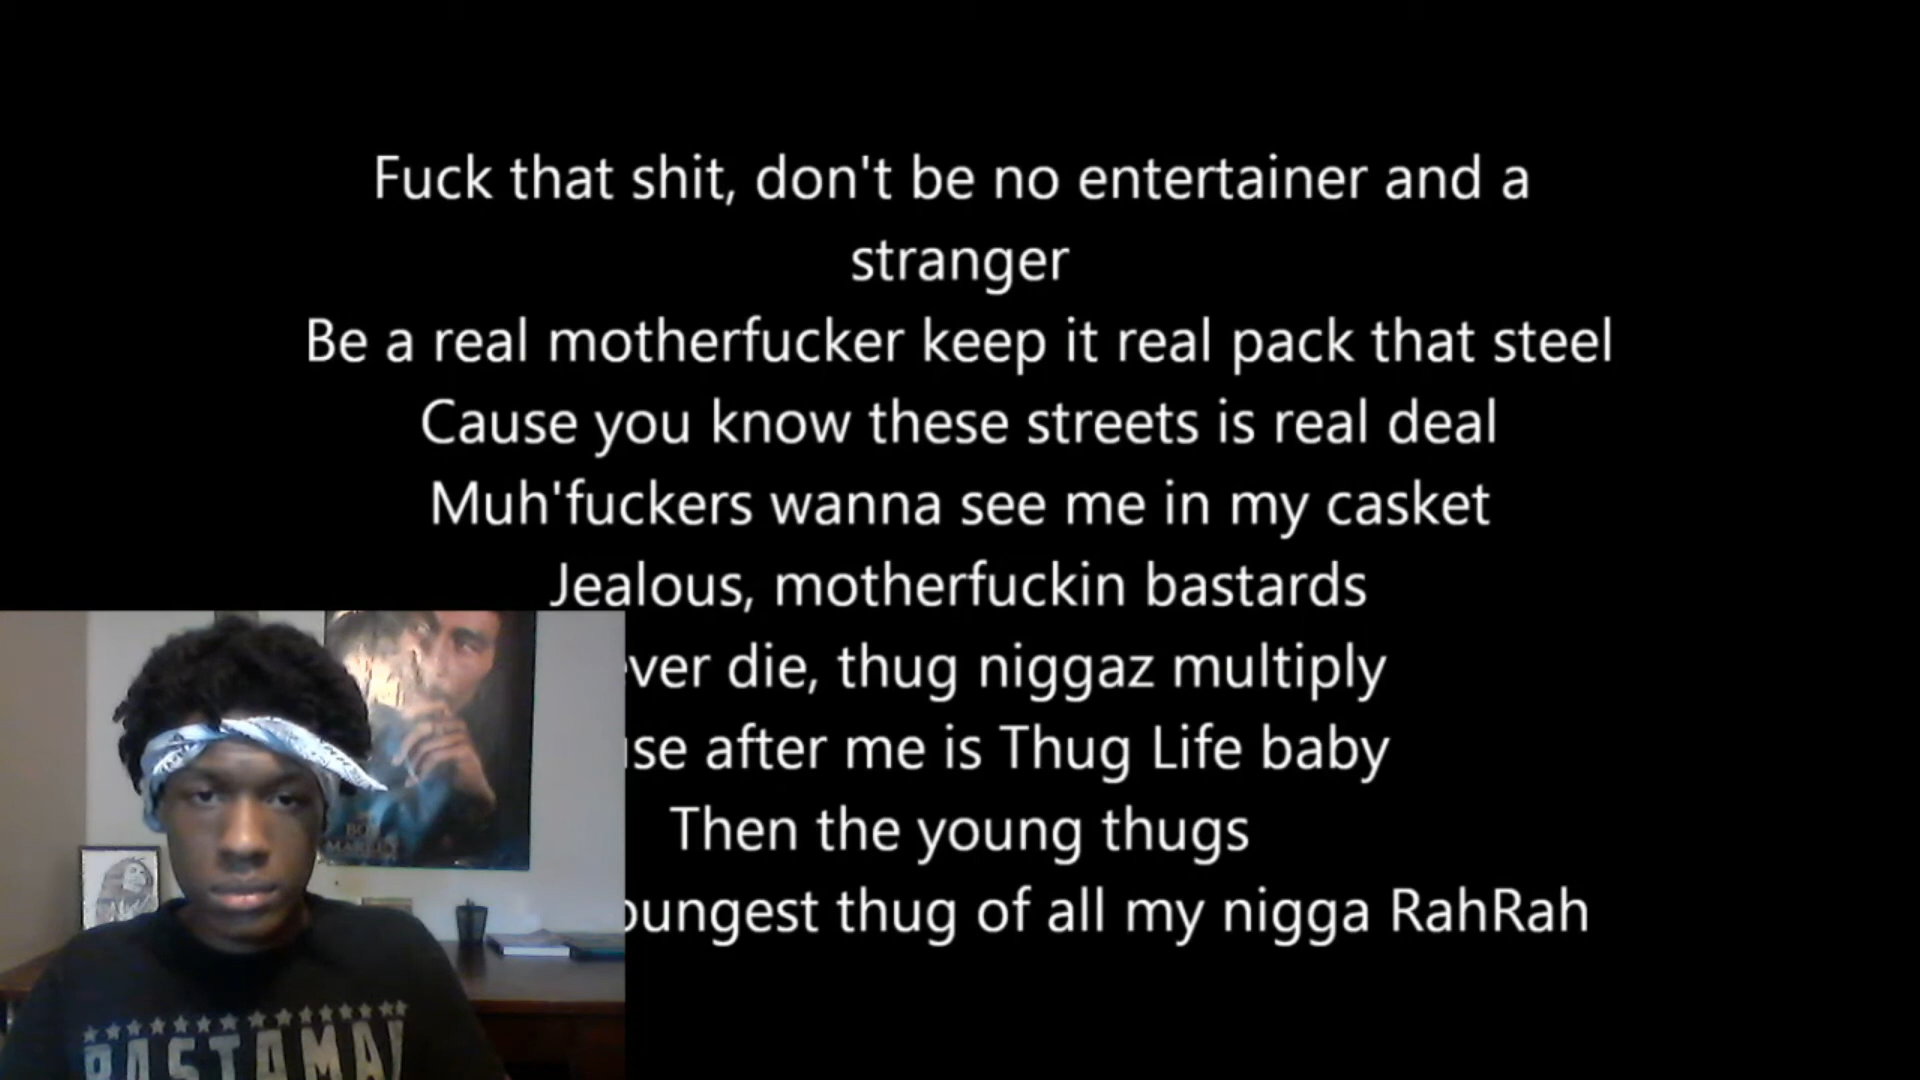 Fuck that shit, don't be no entertainer and a
stranger
Be a real motherfucker keep it real pack that steel
Cause you know these streets is real deal
Muh'fuckers wanna see me in my casket
Jealous, motherfuckin bastards
ver die, thug niggaz multiply
se after me is Thug Life baby
Then the young thugs
oungest thug of all my nigga RahRah
BOB
MARLEY
RASTAMAN